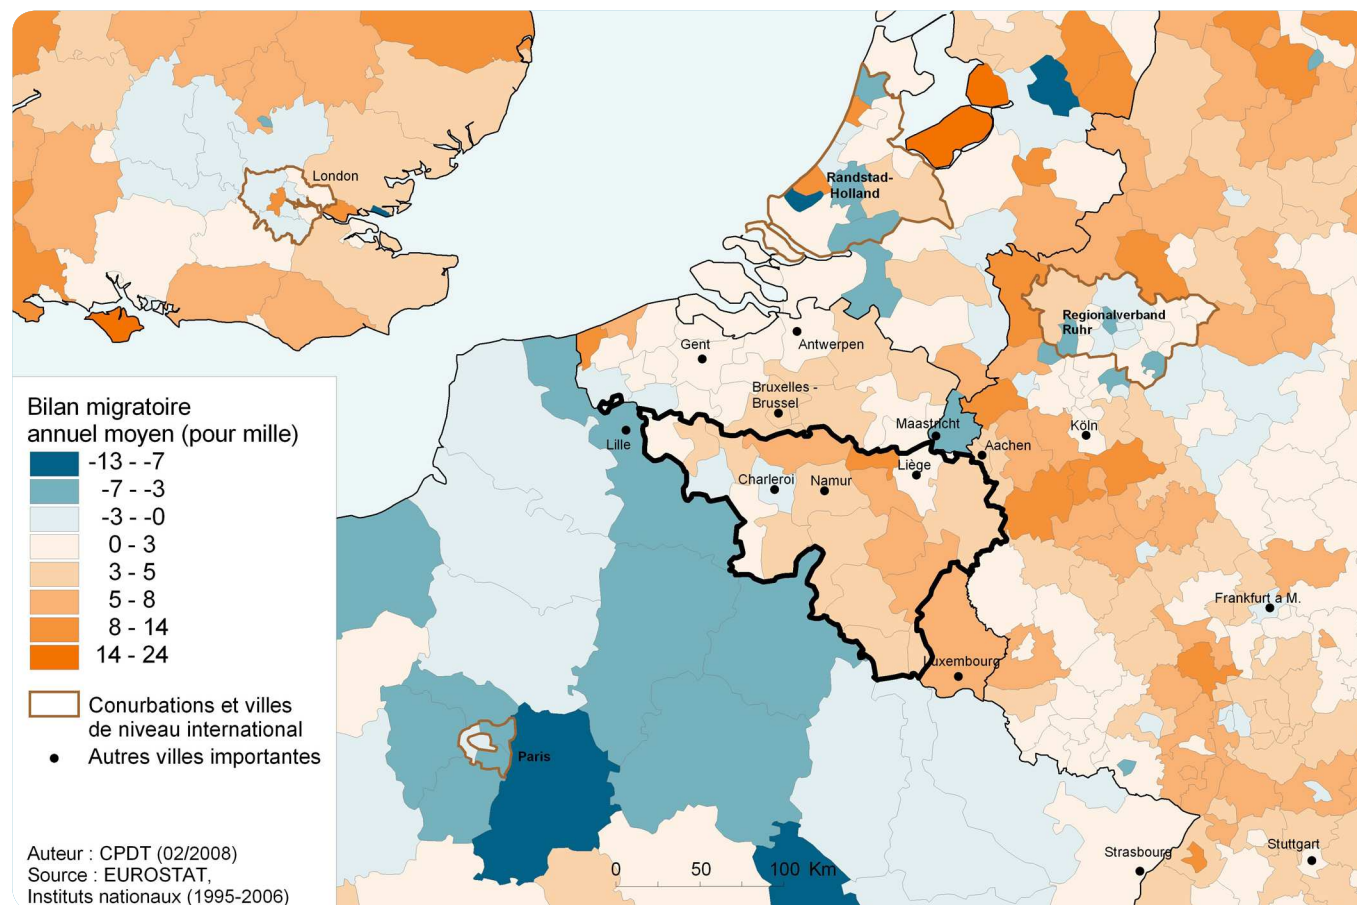 London
Randstad-
Holland
Regionalverband
Ruhr
Gent
Antwerpen
Bruxelles -
Brussel
Maastricht
Lille
Köln
Aachen
Liège
Charleroi
Namur
Frankfurt a M.
Luxembourg
Paris
Strasbourg
Stuttgart
Bilan migratoire
annuel moyen (pour mille)
-13 - -7
-7 - -3
-3 - -0
0 - 3
3 - 5
5 - 8
8 - 14
14 - 24
Conurbations et villes
de niveau international
Autres villes importantes
Auteur : CPDT (02/2008)
Source : EUROSTAT,
Instituts nationaux (1995-2006)
0 50 100 Km